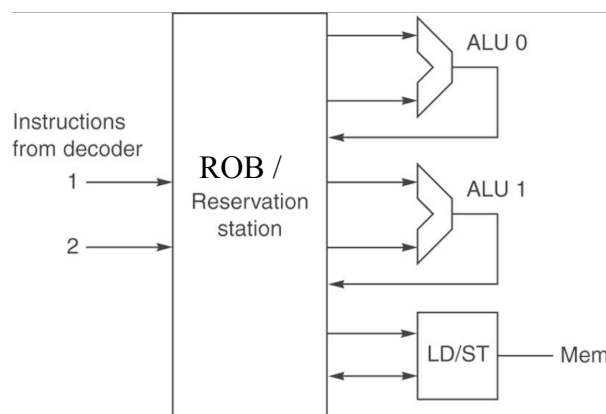 Instructions
from decoder
1
2
ROB /
Reservation
station
ALU 0
ALU 1
LD/ST
Mem